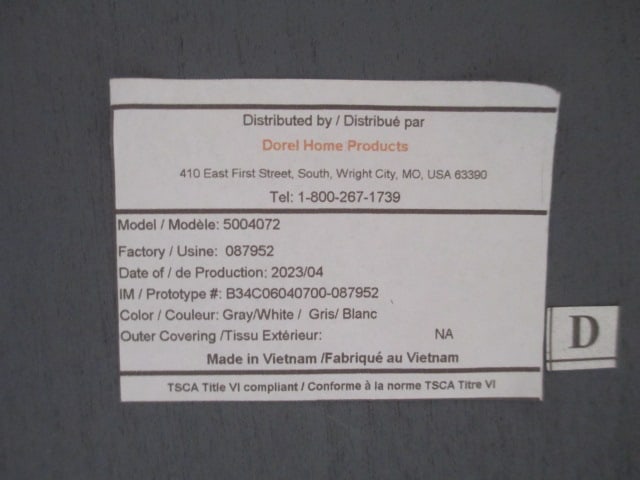 Distributed by / Distribué par
Dorel Home Products
410 East First Street, South, Wright City, MO, USA 63390
Tel: 1-800-267-1739
Model / Modèle: 5004072
Factory / Usine: 087952
Date of / de Production: 2023/04
IM / Prototype #: B34C06040700-087952
Color / Couleur: Gray/White / Gris/ Blanc
Outer Covering /Tissu Extérieur: NA
Made in Vietnam /Fabriqué au Vietnam
TSCA Title VI compliant / Conforme à la norme TSCA Titre VI
D